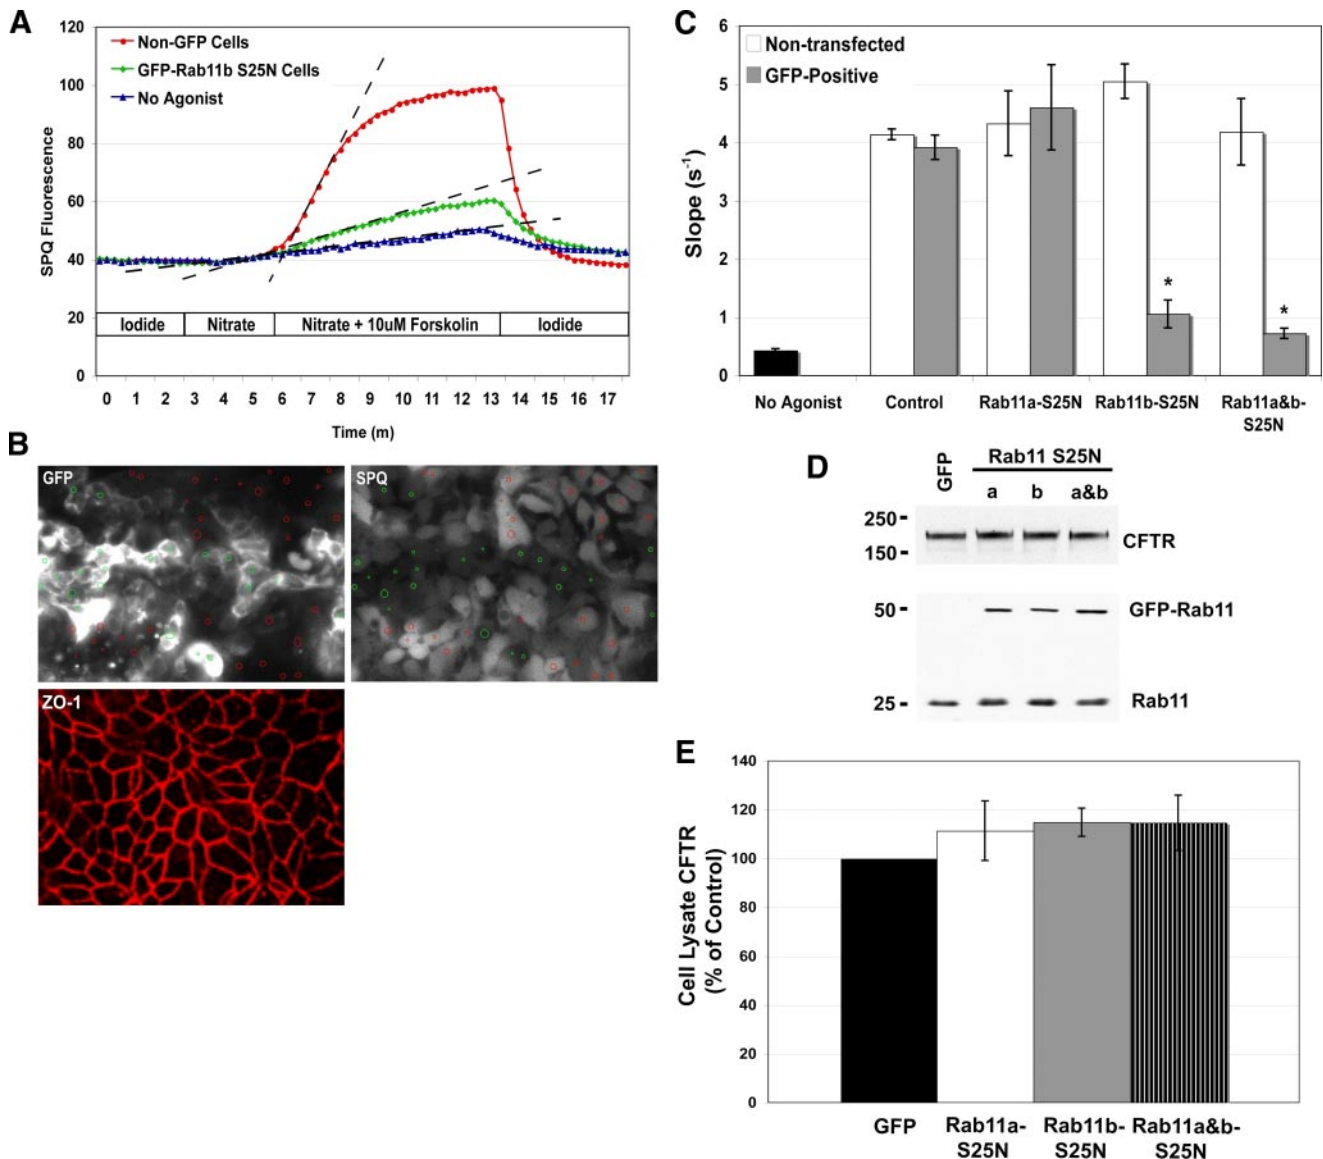 A
120
100
80
60
40
20
0
SPQ Fluorescence
Non-GFP Cells
GFP-Rab11b S25N Cells
No Agonist
Iodide
Nitrate
Nitrate + 10uM Forskolin
Iodide
0 1 2 3 4 5 6 7 8 9 10 11 12 13 14 15 16 17
Time (m)
B
GFP
SPQ
ZO-1
C
6
5
4
3
2
1
0
Slope (s-1)
Non-transfected
GFP-Positive
*
*
No Agonist
Control
Rab11a-S25N
Rab11b-S25N
Rab11a&b-
S25N
D
GFP
Rab11 S25N
a b a&b
250
150
CFTR
50
GFP-Rab11
25
Rab11
E
140
120
100
80
60
40
20
0
Cell Lysate CFTR
(% of Control)
GFP
Rab11a-
S25N
Rab11b-
S25N
Rab11a&b-
S25N